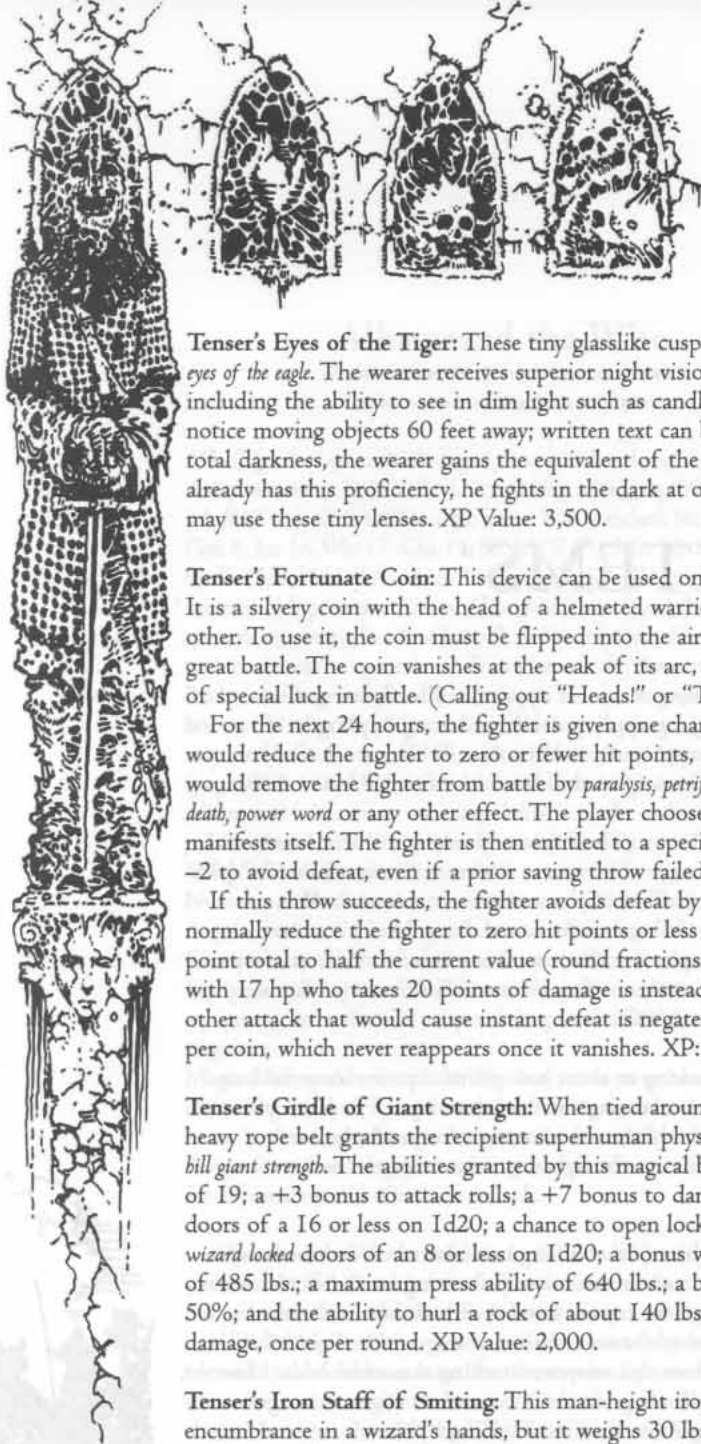 Tenser's Eyes of the Tiger: These tiny glasslike cusp
eyes of the eagle. The wearer receives superior night visio
including the ability to see in dim light such as candl
notice moving objects 60 feet away; written text can
total darkness, the wearer gains the equivalent of the
already has this proficiency, he fights in the dark at o
may use these tiny lenses. XP Value: 3,500.
Tenser's Fortunate Coin: This device can be used on
It is a silvery coin with the head of a helmeted warri
other. To use it, the coin must be flipped into the air
great battle. The coin vanishes at the peak of its arc,
of special luck in battle. (Calling out "Heads!" or "T
For the next 24 hours, the fighter is given one chan
would reduce the fighter to zero or fewer hit points,
would remove the fighter from battle by paralysis, petrif
death, power word or any other effect. The player choose
manifests itself. The fighter is then entitled to a speci
–2 to avoid defeat, even if a prior saving throw failed
If this throw succeeds, the fighter avoids defeat by
normally reduce the fighter to zero hit points or less
point total to half the current value (round fractions
with 17 hp who takes 20 points of damage is instead
other attack that would cause instant defeat is negate
per coin, which never reappears once it vanishes. XP:
Tenser's Girdle of Giant Strength: When tied aroun
heavy rope belt grants the recipient superhuman phys
hill giant strength. The abilities granted by this magical b
of 19; a +3 bonus to attack rolls; a +7 bonus to dam
doors of a 16 or less on 1d20; a chance to open lock
wizard locked doors of an 8 or less on 1d20; a bonus w
of 485 lbs.; a maximum press ability of 640 lbs.; a b
50%; and the ability to hurl a rock of about 140 lbs
damage, once per round. XP Value: 2,000.
Tenser's Iron Staff of Smiting: This man-height iro
encumbrance in a wizard's hands, but it weighs 30 lb